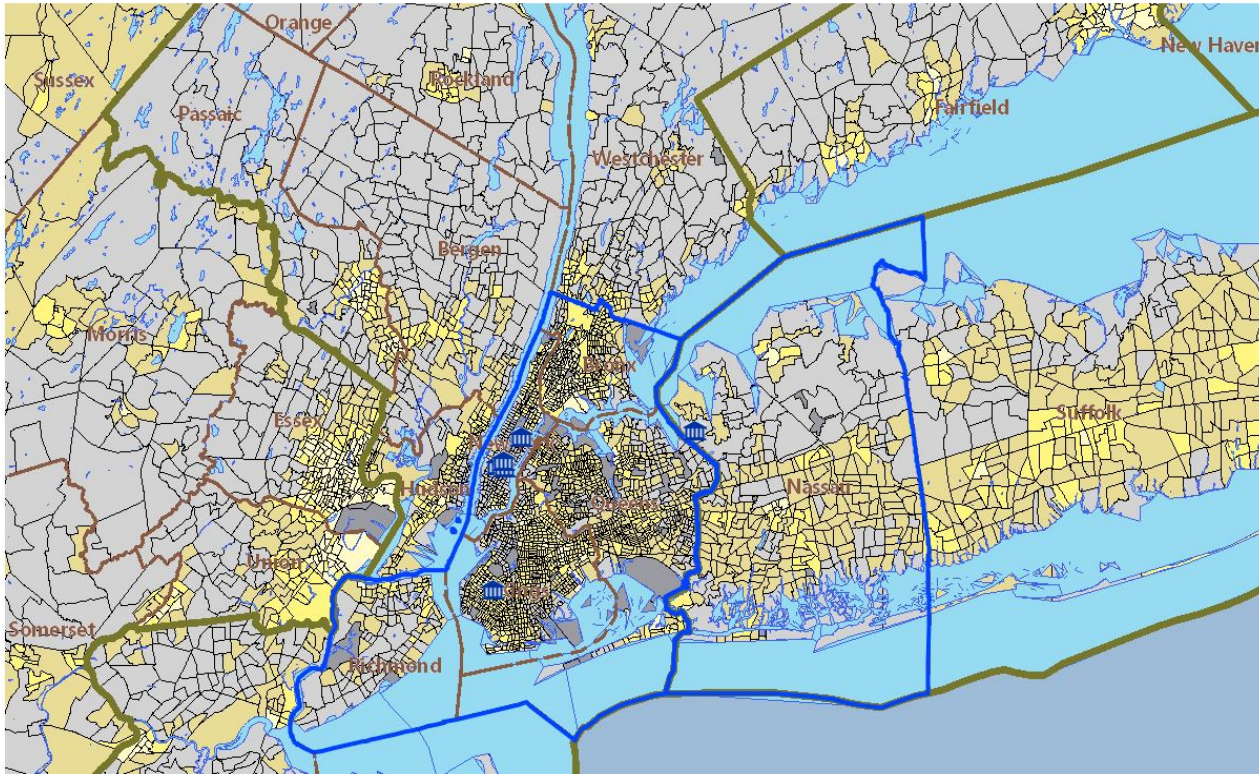 Orange
New Haven
Sussex
Rockland
Passaic
Fairfield
Westchester
Bergen
Morris
Bronx
Essex
Suffolk
Hudson
Nassau
Queens
Union
Somerset
Richmond